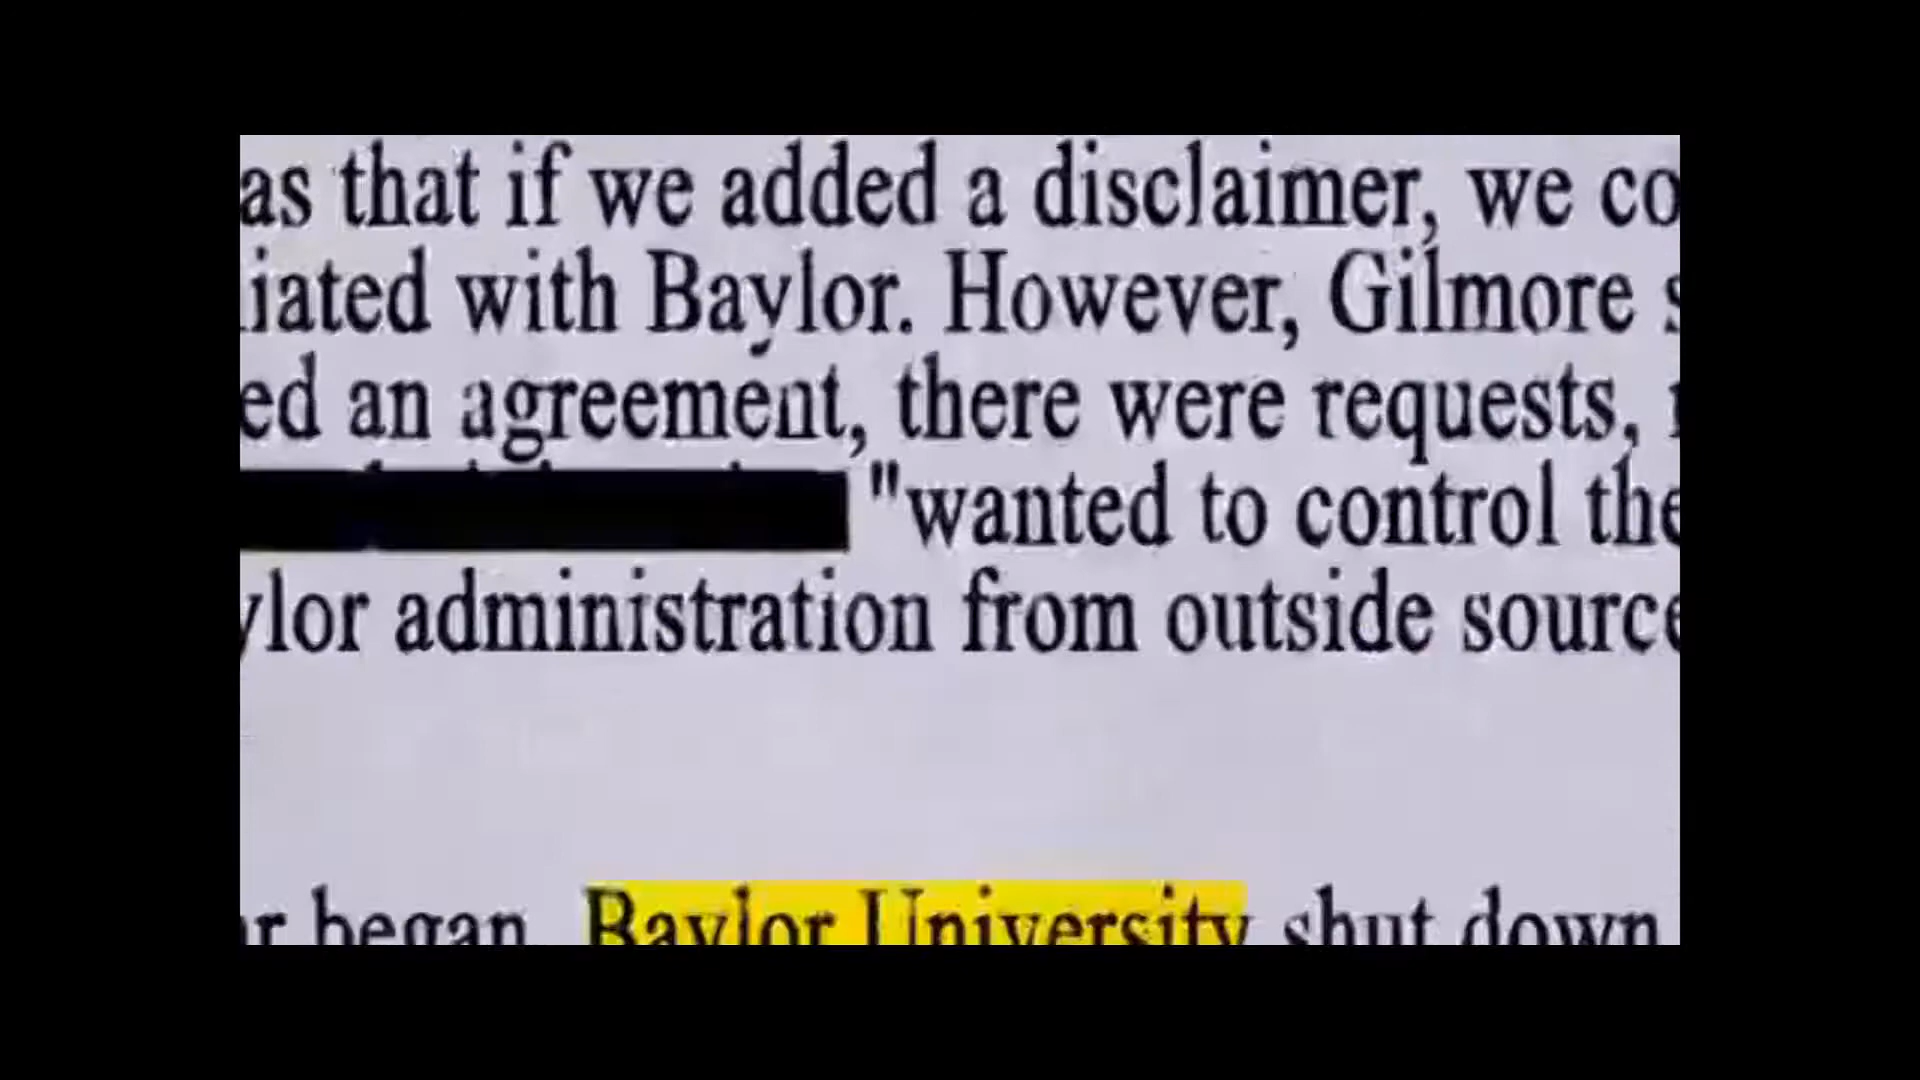 as that if we added a disclaimer, we co
iated with Baylor. However, Gilmore s
ed an agreement, there were requests,
"wanted to control the
ylor administration from outside source
r began, Baylor University shut down